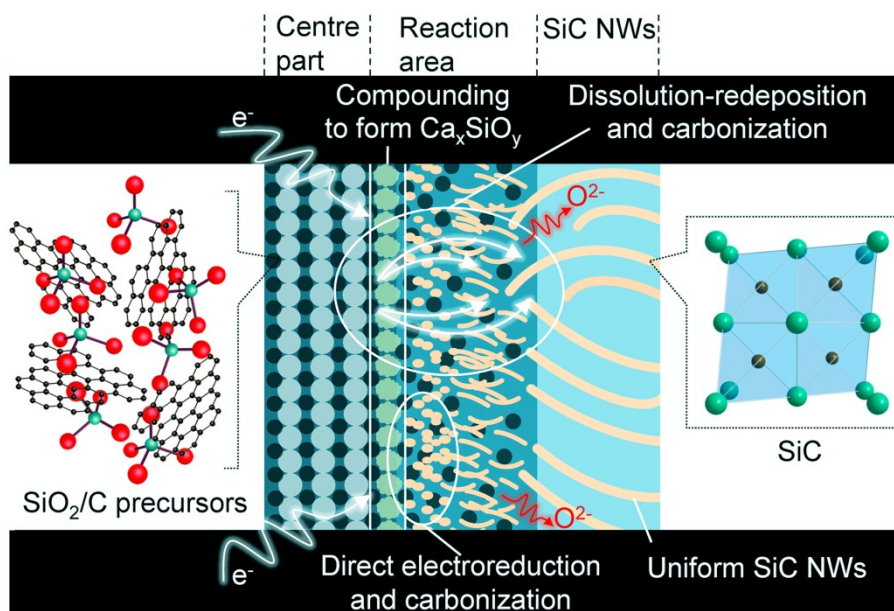 Centre part
Reaction area
SiC NWs
e⁻
Compounding
to form CaₓSiOᵧ
Dissolution-redeposition
and carbonization
O²⁻
SiO₂/C precursors
SiC
O²⁻
e⁻
Direct electroreduction
and carbonization
Uniform SiC NWs